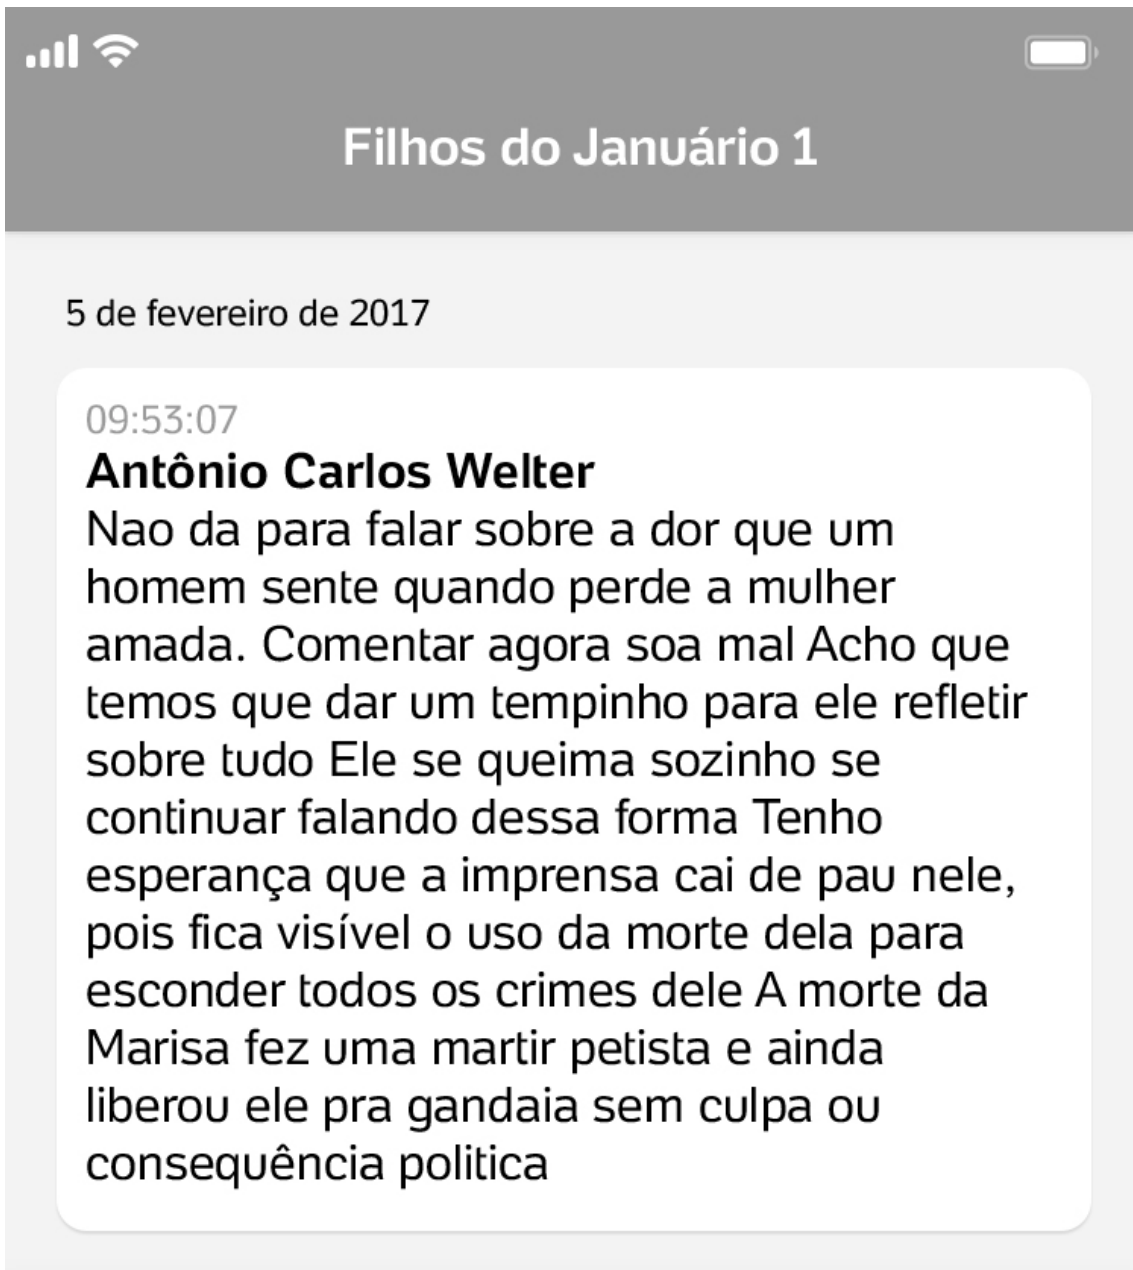 Filhos do Januário 1
5 de fevereiro de 2017
09:53:07
Antônio Carlos Welter
Nao da para falar sobre a dor que um
homem sente quando perde a mulher
amada. Comentar agora soa mal Acho que
temos que dar um tempinho para ele refletir
sobre tudo Ele se queima sozinho se
continuar falando dessa forma Tenho
esperança que a imprensa cai de pau nele,
pois fica visível o uso da morte dela para
esconder todos os crimes dele A morte da
Marisa fez uma martir petista e ainda
liberou ele pra gandaia sem culpa ou
consequência politica